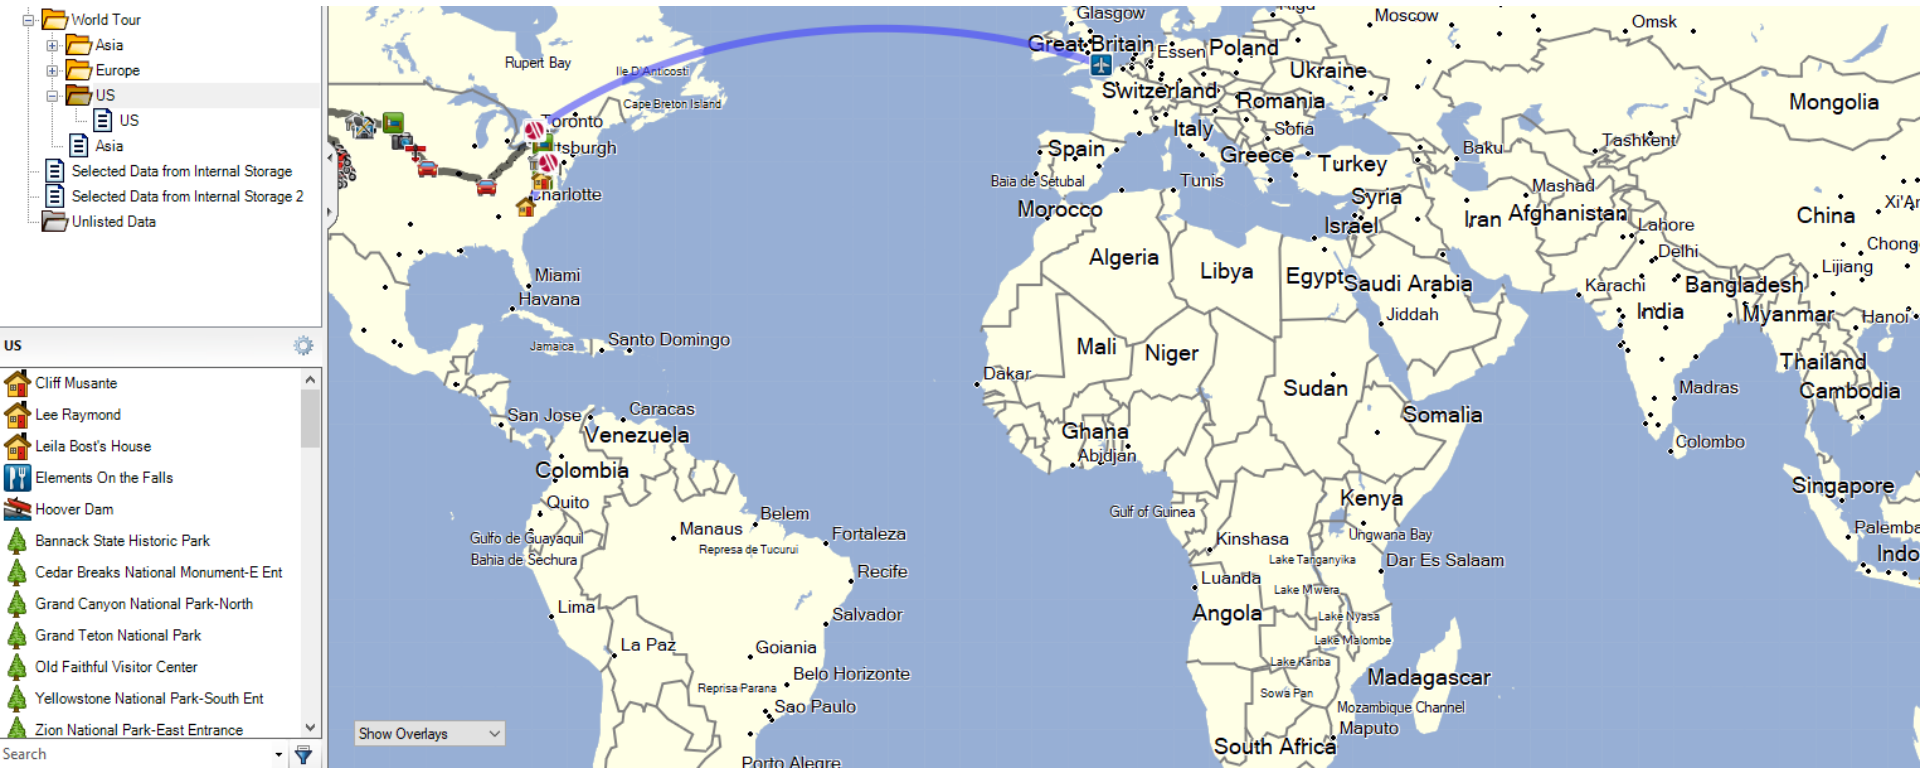 World Tour
Asia
Europe
US
US
Asia
Selected Data from Internal Storage
Selected Data from Internal Storage 2
Unlisted Data
US
Cliff Musante
Lee Raymond
Leila Bost's House
Elements On the Falls
Hoover Dam
Bannack State Historic Park
Cedar Breaks National Monument-E Ent
Grand Canyon National Park-North
Grand Teton National Park
Old Faithful Visitor Center
Yellowstone National Park-South Ent
Zion National Park-East Entrance
Search
Glasgow
Riga
Moscow
Omsk
Great Britain
Essen
Poland
Rupert Bay
Ile D'Anticosti
Ukraine
Cape Breton Island
Switzerland
Romania
Mongolia
Toronto
Italy
Sofia
Tashkent
tsburgh
Spain
Greece
Turkey
Baku
Baia de Setubal
Tunis
Mashad
Charlotte
Syria
Xi'An
Morocco
Israel
Iran
Afghanistan
Lahore
China
Delhi
Chong
Algeria
Libya
Egypt
Saudi Arabia
Lijiang
Miami
Karachi
Bangladesh
Havana
Jiddah
India
Myanmar
Hanoi
Jamaica
Santo Domingo
Mali
Niger
Thailand
Dakar
Sudan
Madras
Cambodia
San Jose
Caracas
Somalia
Venezuela
Ghana
Colombo
Abidjan
Colombia
Singapore
Quito
Kenya
Belem
Gulf of Guinea
Manaus
Fortaleza
Palemba
Gulfo de Guayaquil
Represa de Tucurui
Kinshasa
Ungwana Bay
Indo
Bahia de Sechura
Lake Tanganyika
Dar Es Salaam
Recife
Luanda
Lake Mwera
Lima
Salvador
Angola
Lake Nyasa
Lake Malombe
La Paz
Goiania
Lake Kariba
Belo Horizonte
Madagascar
Reprisa Parana
Sowa Pan
Sao Paulo
Mozambique Channel
Show Overlays
Maputo
South Africa
Porto Alegre